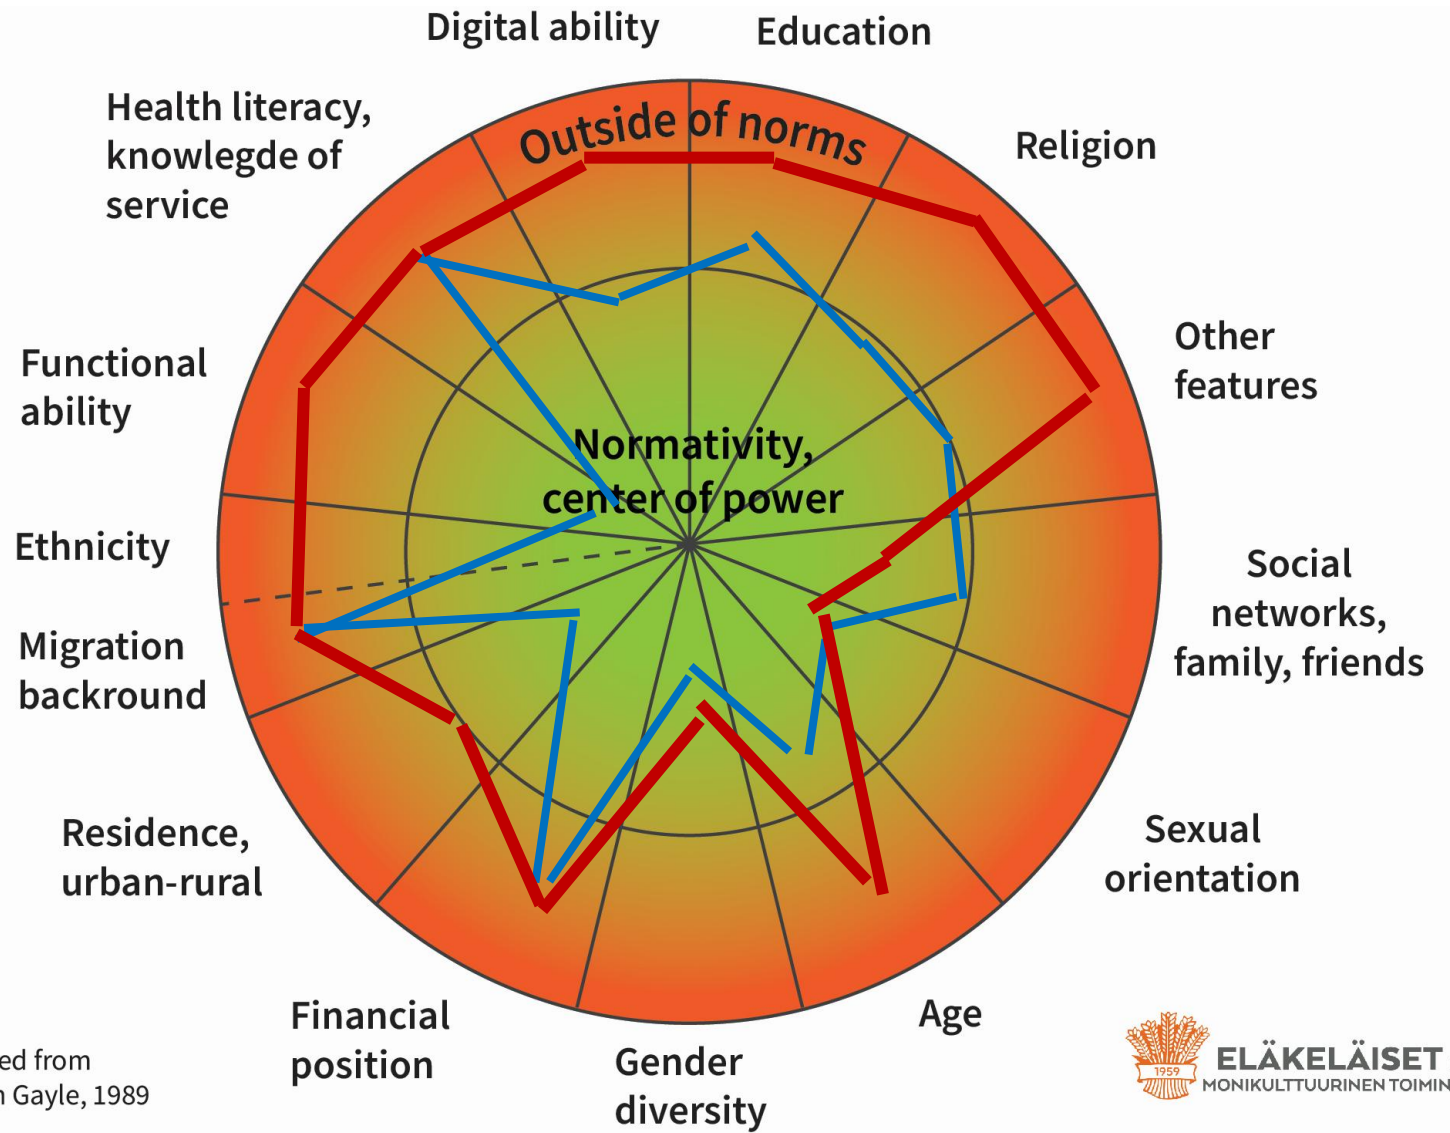 Digital ability
Education
Health literacy,
knowlegde of
service
Outside of norms
Religion
Functional
ability
Other
features
Normativity,
center of power
Ethnicity
Social
networks,
family, friends
Migration
backround
Residence,
urban-rural
Sexual
orientation
Financial
position
Age
Gender
diversity
ed from
n Gayle, 1989
1959
ELÄKELÄISET
MONIKULTTUURINEN TOIMIN